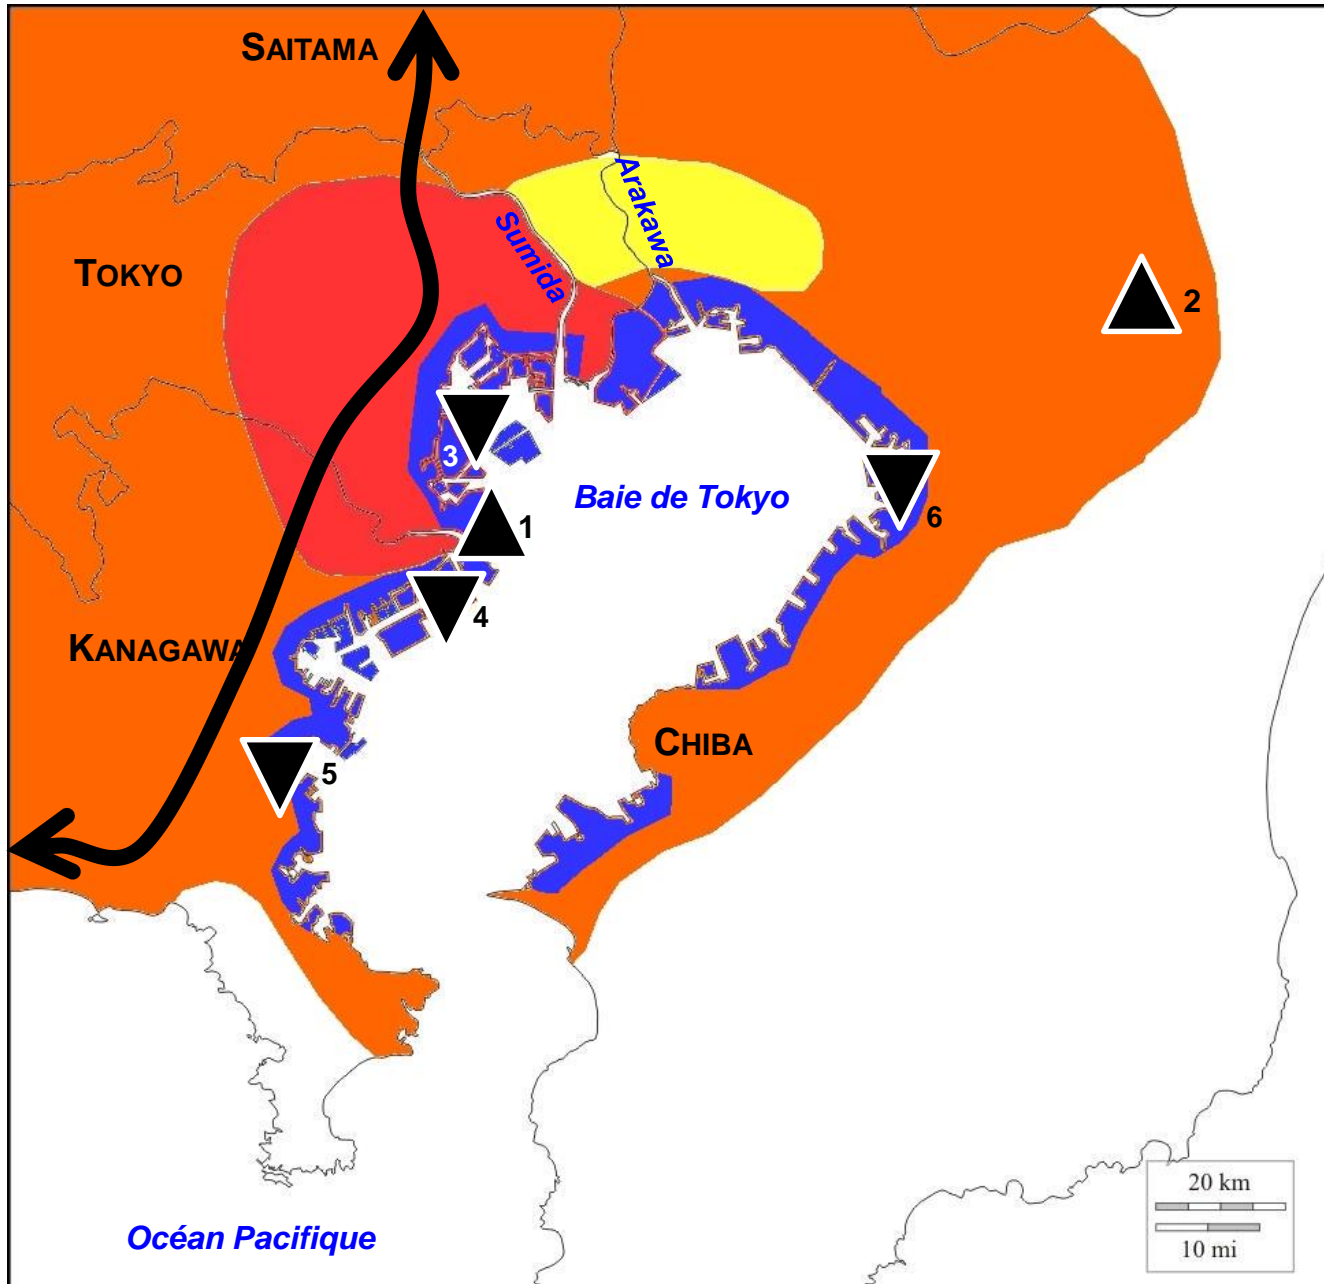 SAITAMA
Arakawa
Sumida
TOKYO
2
3
Baie de Tokyo
1
6
4
KANAGAWA
CHIBA
5
20 km
10 mi
Océan Pacifique